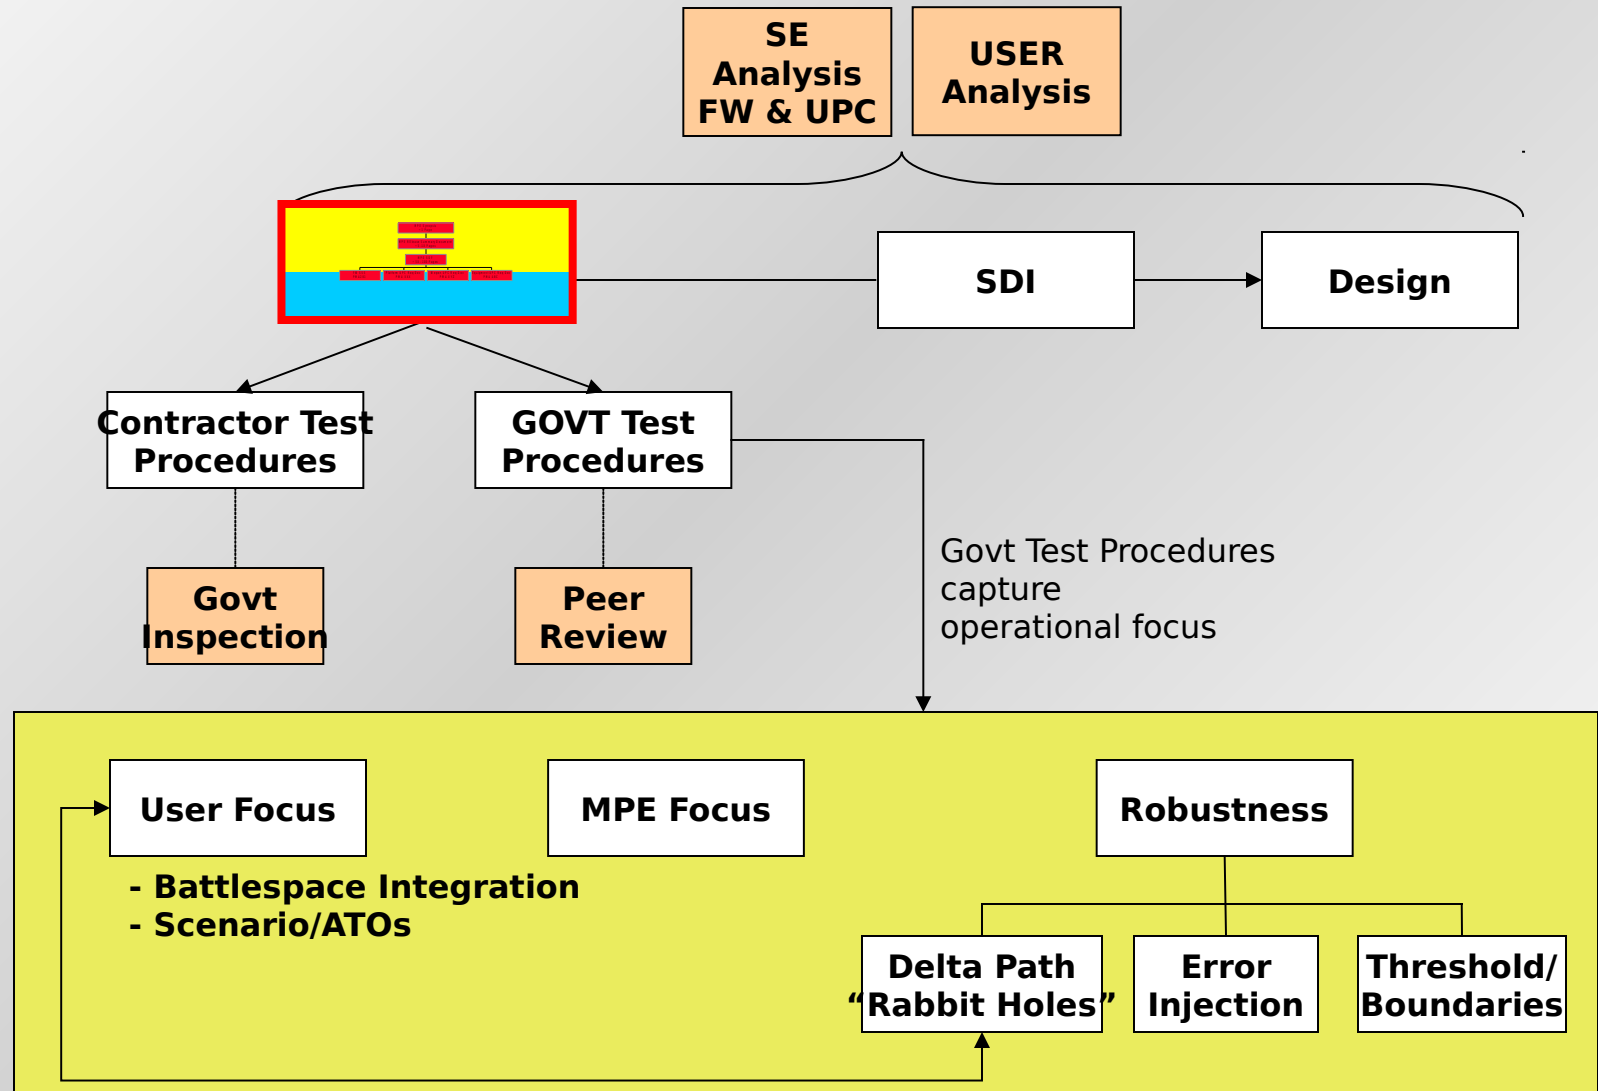 SE
Analysis
FW & UPC
USER
Analysis
SDI
Design
Contractor Test
Procedures
GOVT Test
Procedures
Govt
Inspection
Peer
Review
Govt Test Procedures
capture
operational focus
User Focus
MPE Focus
Robustness
- Battlespace Integration
- Scenario/ATOs
Delta Path
“Rabbit Holes”
Error
Injection
Threshold/
Boundaries